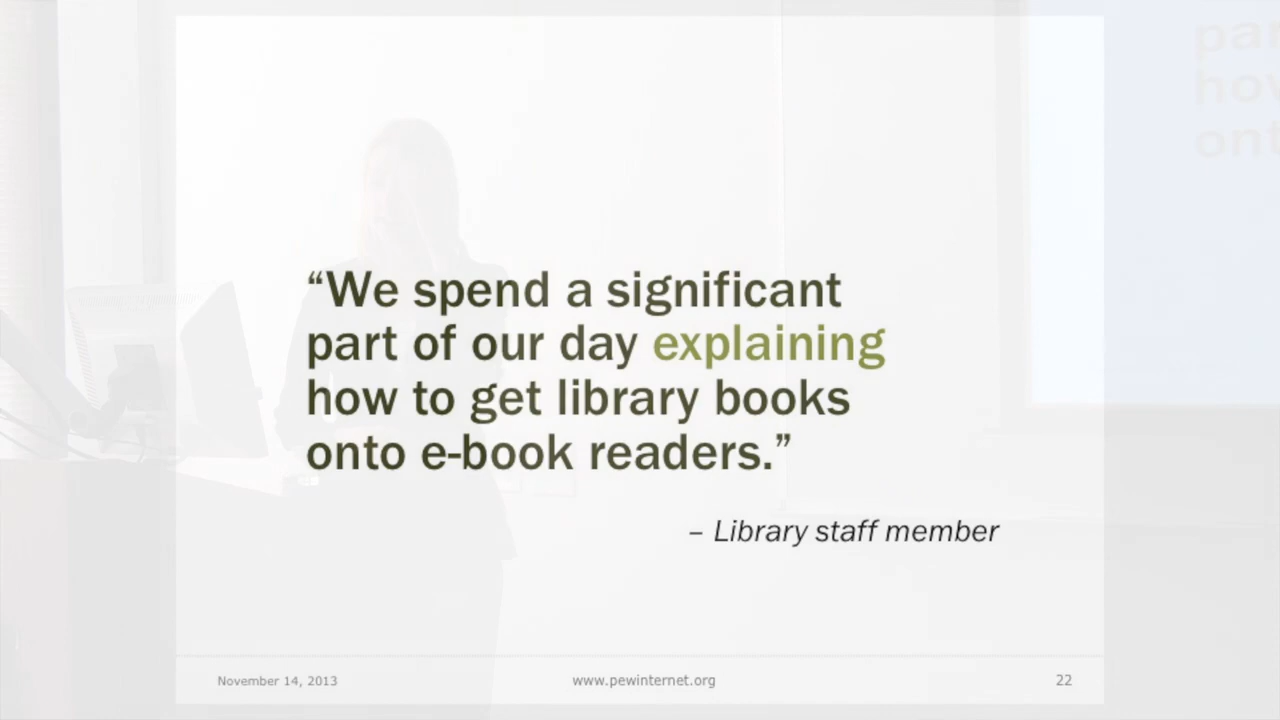 “We spend a significant
part of our day explaining
how to get library books
onto e-book readers.”
– Library staff member
November 14, 2013
www.pewinternet.org
22